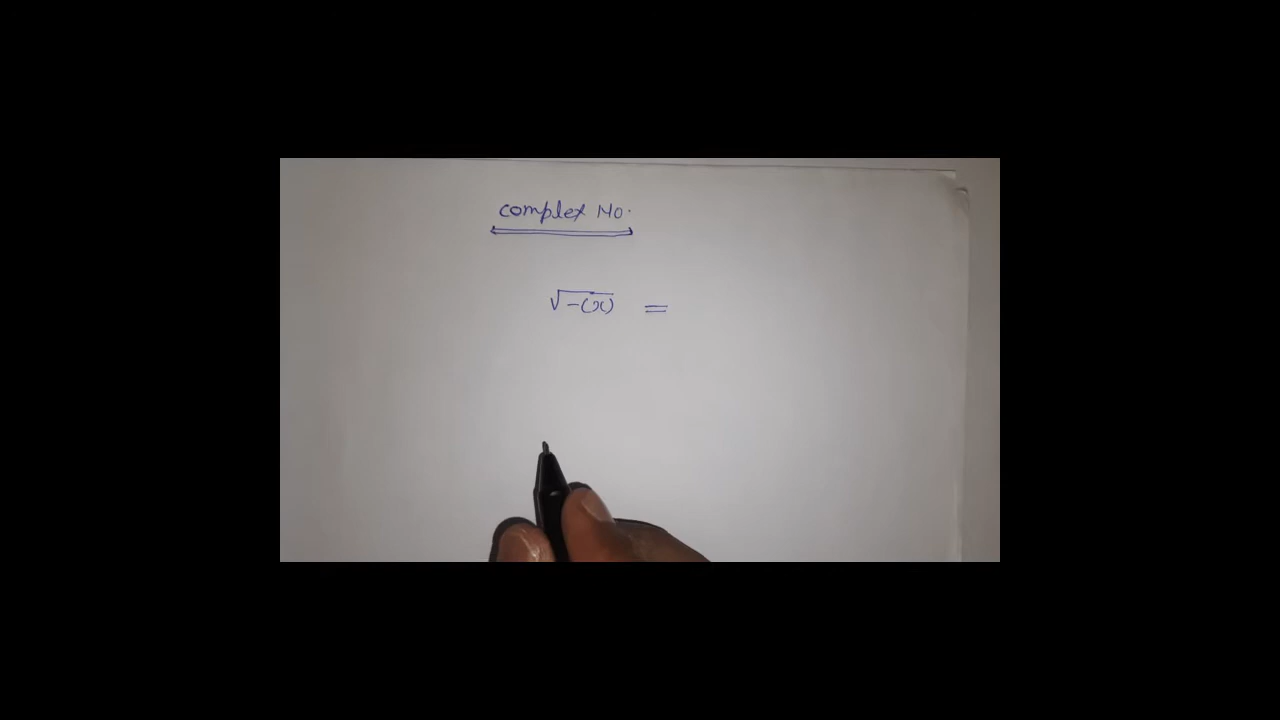 Complex No.
√-(x) =